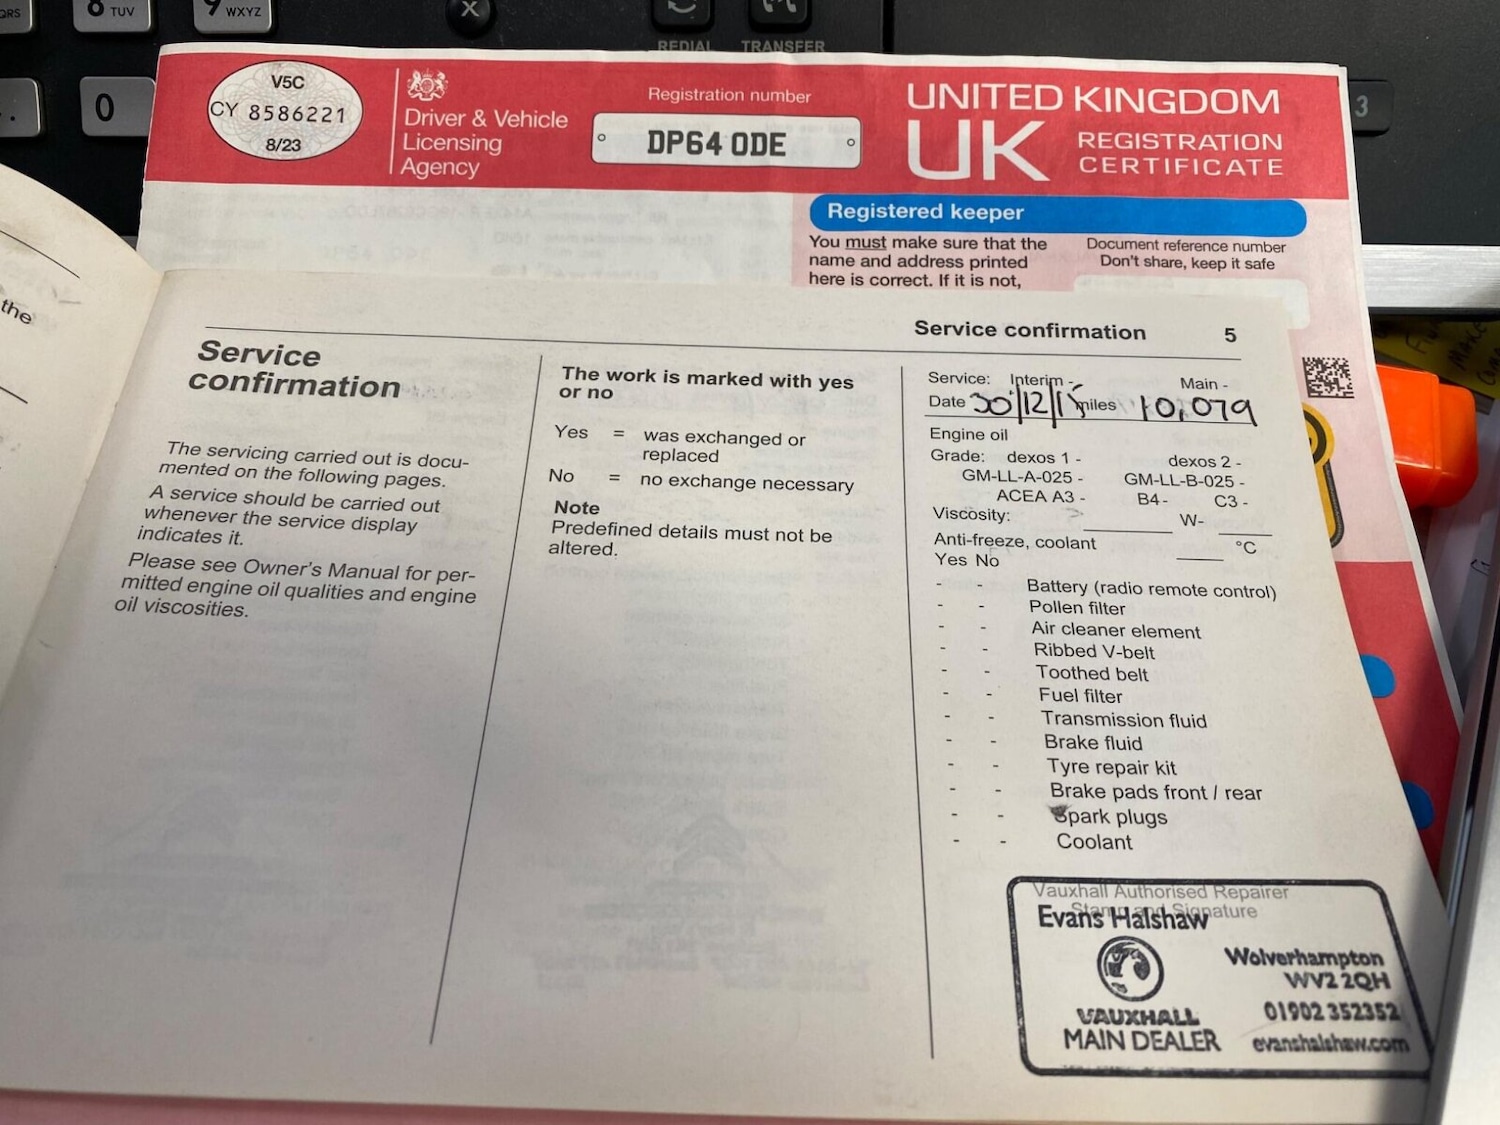 QRS
8 TUV
9 WXYZ
X
REDIAL
TRANSFER
0
3
V5C
CY 8586221
8/23
Driver & Vehicle
Licensing
Agency
Registration number
DP64 ODE
UNITED KINGDOM
UK REGISTRATION
CERTIFICATE
Registered keeper
You must make sure that the
name and address printed
here is correct. If it is not,
Document reference number
Don't share, keep it safe
the
Service confirmation 5
Service
confirmation
The servicing carried out is docu-
mented on the following pages.
A service should be carried out
whenever the service display
indicates it.
Please see Owner's Manual for per-
mitted engine oil qualities and engine
oil viscosities.
The work is marked with yes
or no
Yes = was exchanged or
replaced
No = no exchange necessary
Note
Predefined details must not be
altered.
Service: Interim - Main -
Date 30/12/15 miles 10,079
Engine oil
Grade: dexos 1 - dexos 2 -
GM-LL-A-025 - GM-LL-B-025 -
ACEA A3 - B4 - C3 -
Viscosity: W-
Anti-freeze, coolant °C
Yes No
- - Battery (radio remote control)
- - Pollen filter
- - Air cleaner element
- - Ribbed V-belt
- - Toothed belt
- - Fuel filter
- - Transmission fluid
- - Brake fluid
- - Tyre repair kit
- - Brake pads front / rear
- - Spark plugs
- - Coolant
Vauxhall Authorised Repairer
Stamp and Signature
Evans Halshaw
Wolverhampton
WV2 2QH
01902 352352
VAUXHALL
MAIN DEALER
evanshalshaw.com